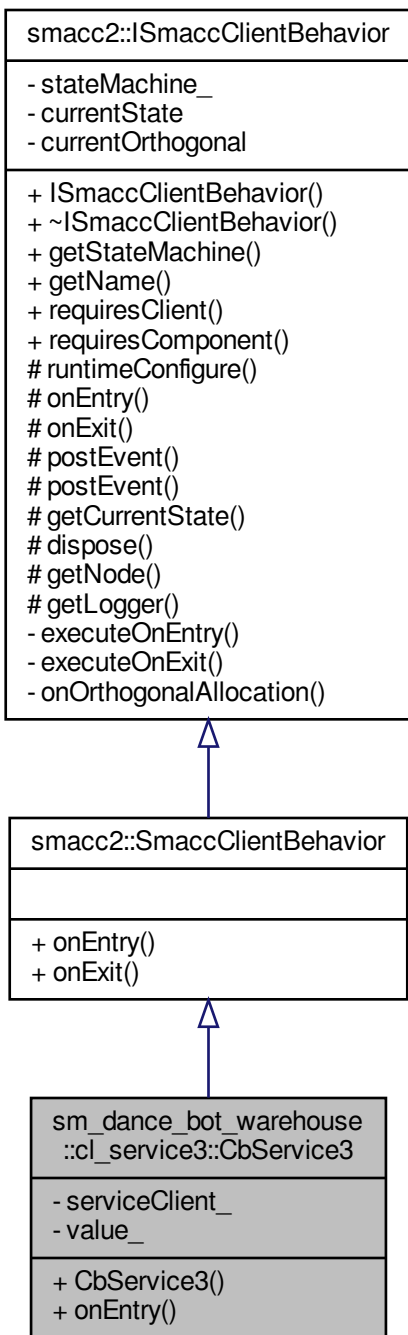 smacc2::ISmaccClientBehavior
- stateMachine_
- currentState
- currentOrthogonal
+ ISmaccClientBehavior()
+ ~ISmaccClientBehavior()
+ getStateMachine()
+ getName()
+ requiresClient()
+ requiresComponent()
# runtimeConfigure()
# onEntry()
# onExit()
# postEvent()
# postEvent()
# getCurrentState()
# dispose()
# getNode()
# getLogger()
- executeOnEntry()
- executeOnExit()
- onOrthogonalAllocation()
smacc2::SmaccClientBehavior
+ onEntry()
+ onExit()
sm_dance_bot_warehouse
::cl_service3::CbService3
- serviceClient_
- value_
+ CbService3()
+ onEntry()